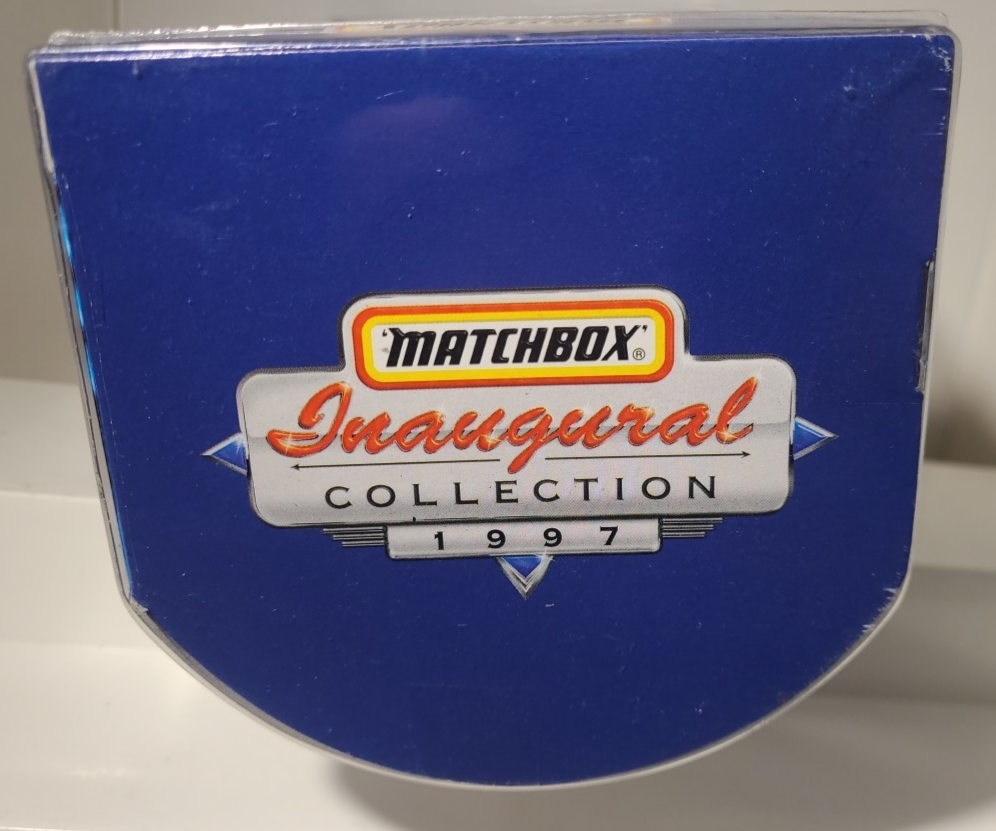 'MATCHBOX'®
Inaugural
COLLECTION
1997